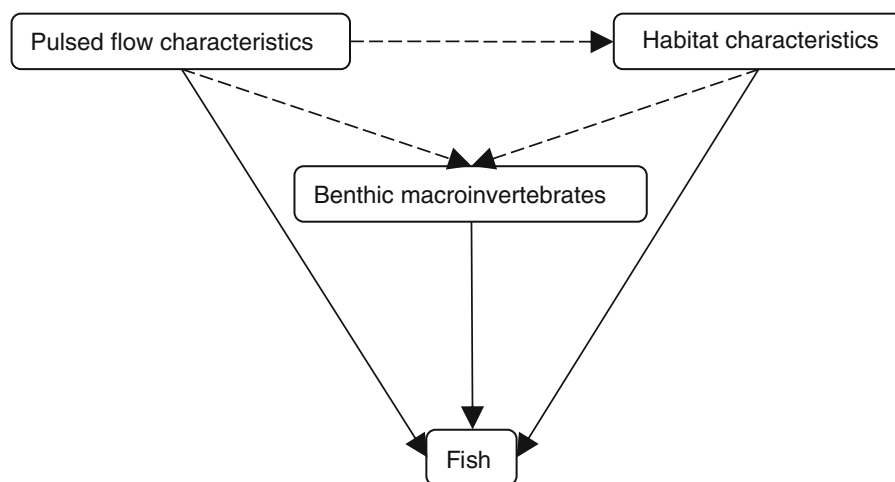 Pulsed flow characteristics
Habitat characteristics
Benthic macroinvertebrates
Fish